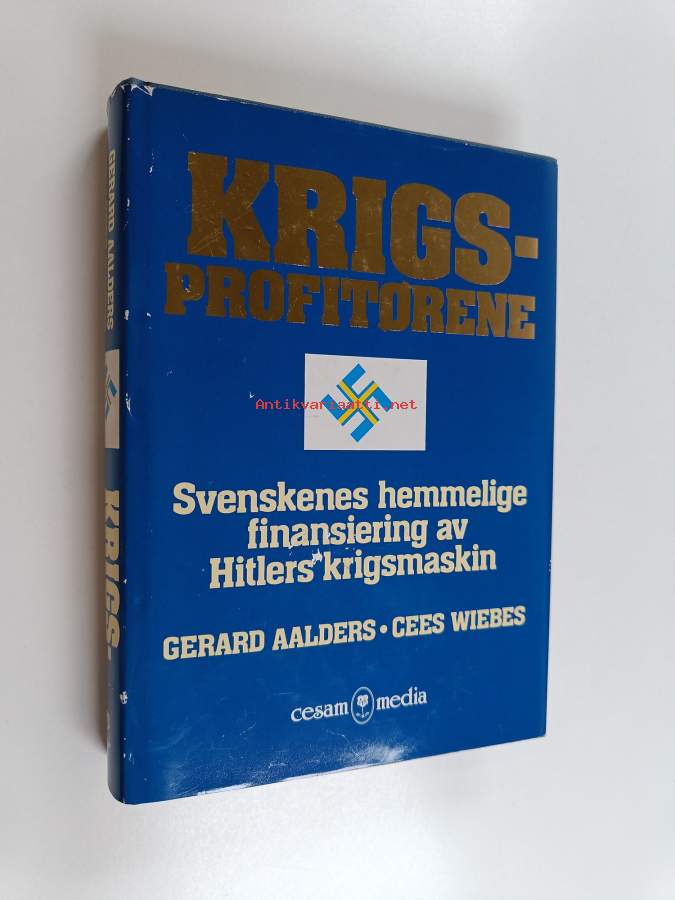 KRIGS-
PROFITØRENE
Antikvariaatti.net
Svenskenes hemmelige
finansiering av
Hitlers krigsmaskin
GERARD AALDERS • CEES WIEBES
cesam media
GERARD AALDERS
KRIGS-